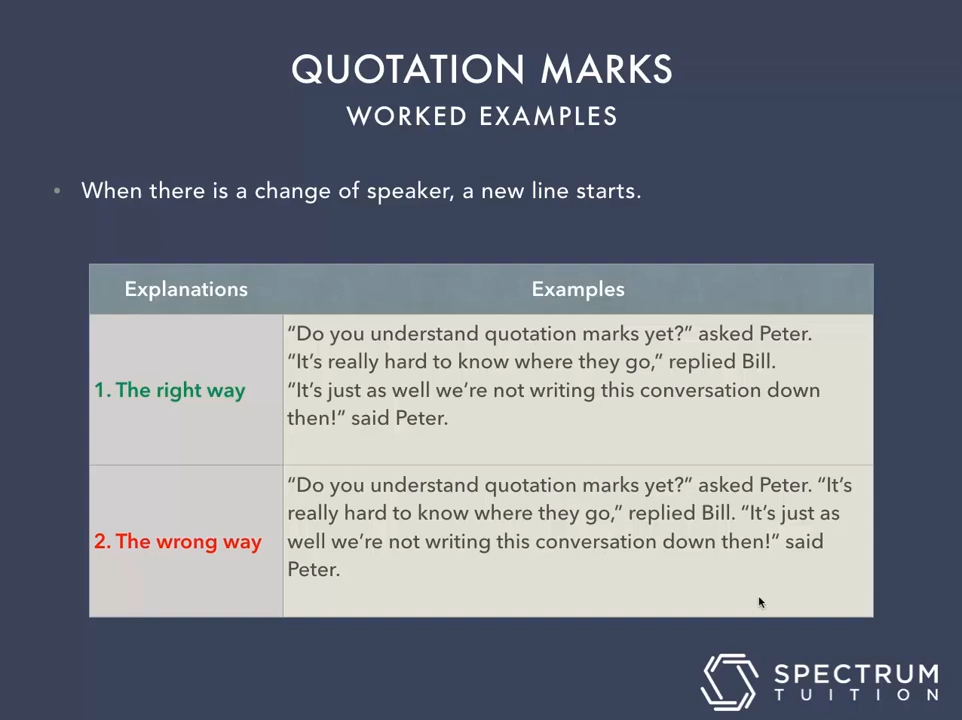 QUOTATION MARKS
WORKED EXAMPLES
• When there is a change of speaker, a new line starts.
Explanations
Examples
1. The right way
“Do you understand quotation marks yet?” asked Peter.
“It’s really hard to know where they go,” replied Bill.
“It’s just as well we’re not writing this conversation down
then!” said Peter.
2. The wrong way
“Do you understand quotation marks yet?” asked Peter. “It’s
really hard to know where they go,” replied Bill. “It’s just as
well we’re not writing this conversation down then!” said
Peter.
SPECTRUM
TUITION